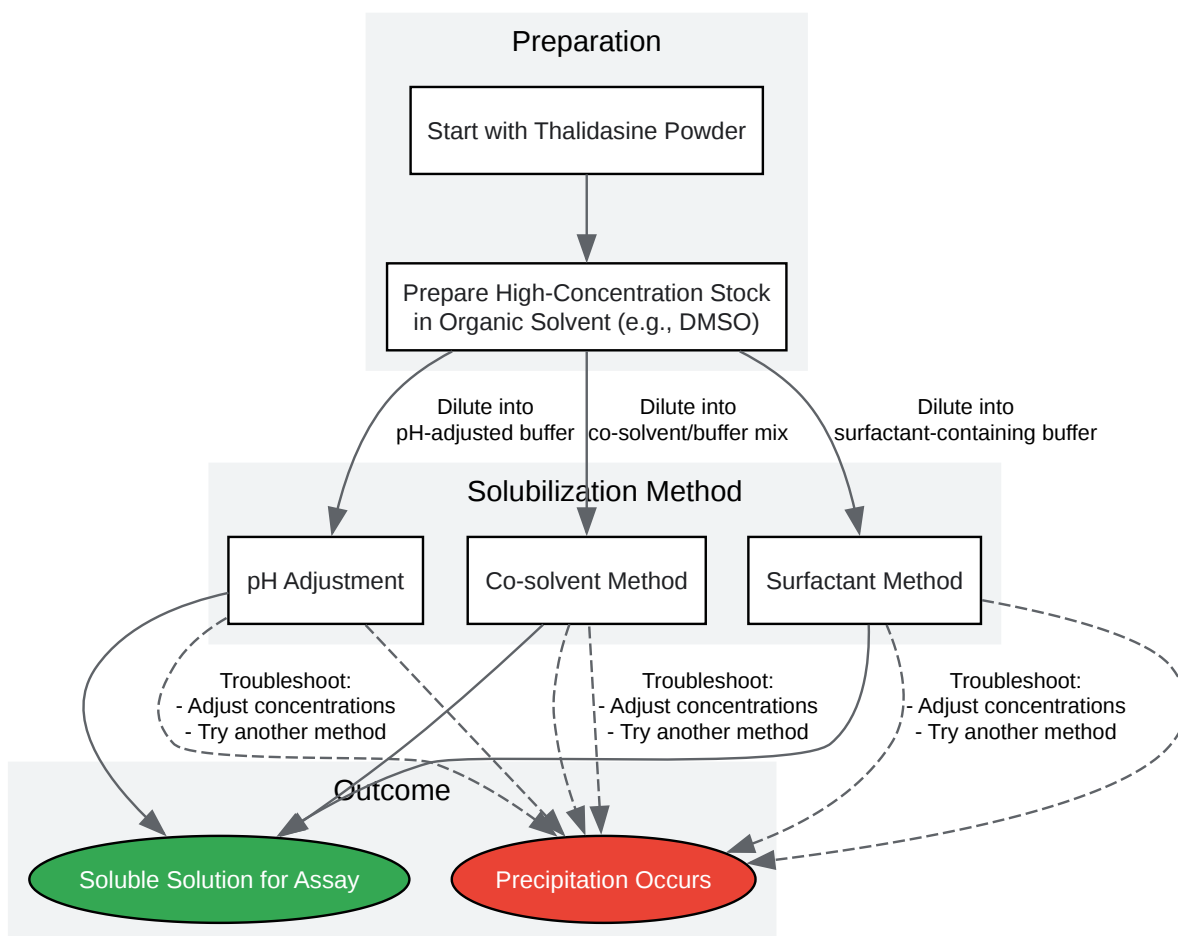 Preparation
Start with Thalidasine Powder
Prepare High-Concentration Stock
in Organic Solvent (e.g., DMSO)
Dilute into
pH-adjusted buffer
Dilute into
co-solvent/buffer mix
Dilute into
surfactant-containing buffer
Solubilization Method
pH Adjustment
Co-solvent Method
Surfactant Method
Troubleshoot:
- Adjust concentrations
- Try another method
Troubleshoot:
- Adjust concentrations
- Try another method
Troubleshoot:
- Adjust concentrations
- Try another method
Outcome
Soluble Solution for Assay
Precipitation Occurs